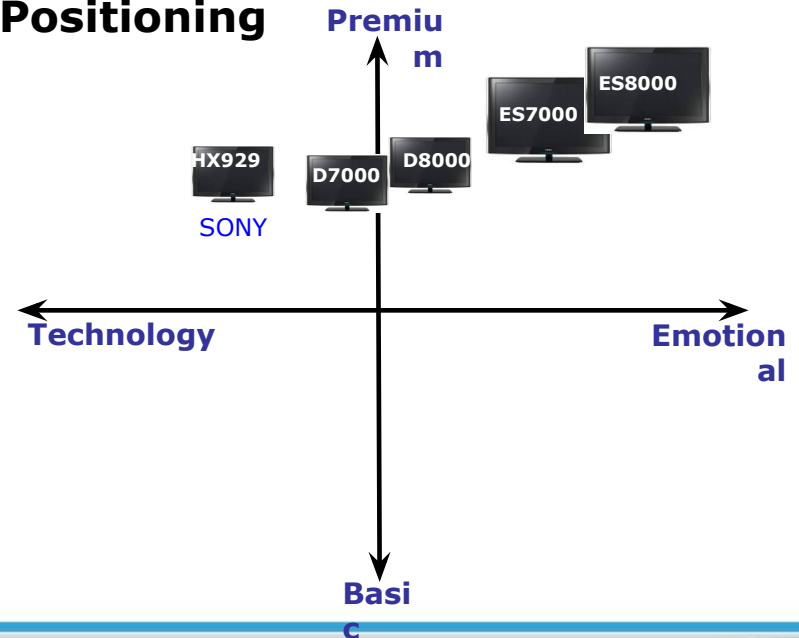 Positioning
Premiu
m
ES8000
ES7000
HX929
D7000
D8000
SONY
Technology
Emotion
al
Basi
c